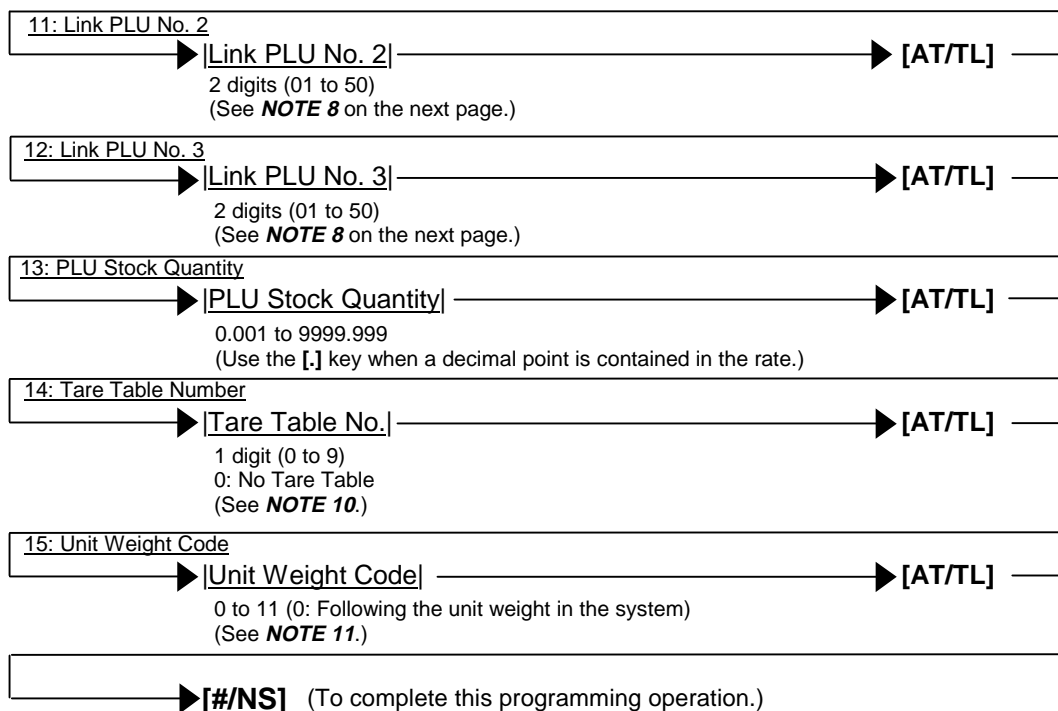 11: Link PLU No. 2
|Link PLU No. 2| [AT/TL]
2 digits (01 to 50)
(See NOTE 8 on the next page.)
12: Link PLU No. 3
|Link PLU No. 3| [AT/TL]
2 digits (01 to 50)
(See NOTE 8 on the next page.)
13: PLU Stock Quantity
|PLU Stock Quantity| [AT/TL]
0.001 to 9999.999
(Use the [.] key when a decimal point is contained in the rate.)
14: Tare Table Number
|Tare Table No.| [AT/TL]
1 digit (0 to 9)
0: No Tare Table
(See NOTE 10.)
15: Unit Weight Code
|Unit Weight Code| [AT/TL]
0 to 11 (0: Following the unit weight in the system)
(See NOTE 11.)
[#/NS] (To complete this programming operation.)